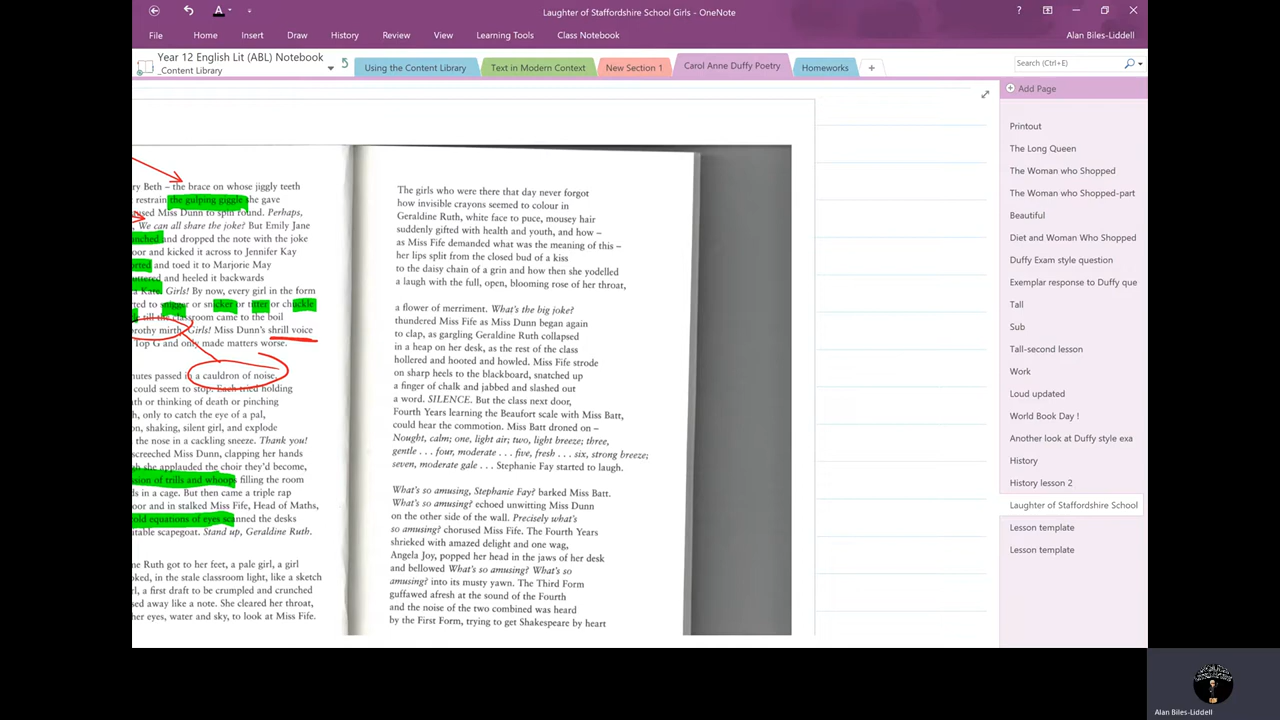 Laughter of Staffordshire School Girls - OneNote
?
Alan Biles-Liddell
File Home Insert Draw History Review View Learning Tools Class Notebook
Year 12 English Lit (ABL) Notebook
_Content Library
Using the Content Library Text in Modern Context New Section 1 Carol Anne Duffy Poetry Homeworks +
Search (Ctrl+E)
ry Beth – the brace on whose jiggly teeth
restrain the gulping giggle she gave
used Miss Dunn to spin round. Perhaps,
, We can all share the joke? But Emily Jane
nched and dropped the note with the joke
oor and kicked it across to Jennifer Kay
orted and toed it to Marjorie May
uttered and heeled it backwards
a Kate. Girls! By now, every girl in the form
rted to snigger or snicker or titter or chuckle
till the classroom came to the boil
orothy mirth. Girls! Miss Dunn's shrill voice
Top G and only made matters worse.
nutes passed in a cauldron of noise.
could seem to stop. Each tried holding
ath or thinking of death or pinching
h, only to catch the eye of a pal,
on, shaking, silent girl, and explode
the nose in a cackling sneeze. Thank you!
screeched Miss Dunn, clapping her hands
gh she applauded the choir they'd become,
ssion of trills and whoops filling the room
ds in a cage. But then came a triple rap
oor and in stalked Miss Fife, Head of Maths,
oid equations of eyes scanned the desks
itable scapegoat. Stand up, Geraldine Ruth.
ne Ruth got to her feet, a pale girl, a girl
oked, in the stale classroom light, like a sketch
rl, a first draft to be crumpled and crunched
sed away like a note. She cleared her throat,
her eyes, water and sky, to look at Miss Fife.
The girls who were there that day never forgot
how invisible crayons seemed to colour in
Geraldine Ruth, white face to puce, mousey hair
suddenly gifted with health and youth, and how –
as Miss Fife demanded what was the meaning of this –
her lips split from the closed bud of a kiss
to the daisy chain of a grin and how then she yodelled
a laugh with the full, open, blooming rose of her throat,
a flower of merriment. What's the big joke?
thundered Miss Fife as Miss Dunn began again
to clap, as gargling Geraldine Ruth collapsed
in a heap on her desk, as the rest of the class
hollered and hooted and howled. Miss Fife strode
on sharp heels to the blackboard, snatched up
a finger of chalk and jabbed and slashed out
a word. SILENCE. But the class next door,
Fourth Years learning the Beaufort scale with Miss Batt,
could hear the commotion. Miss Batt droned on –
Nought, calm; one, light air; two, light breeze; three,
gentle . . . four, moderate . . . five, fresh . . . six, strong breeze;
seven, moderate gale . . . Stephanie Fay started to laugh.
What's so amusing, Stephanie Fay? barked Miss Batt.
What's so amusing? echoed unwitting Miss Dunn
on the other side of the wall. Precisely what's
so amusing? chorused Miss Fife. The Fourth Years
shrieked with amazed delight and one wag,
Angela Joy, popped her head in the jaws of her desk
and bellowed What's so amusing? What's so
amusing? into its musty yawn. The Third Form
guffawed afresh at the sound of the Fourth
and the noise of the two combined was heard
by the First Form, trying to get Shakespeare by heart
Add Page
Printout
The Long Queen
The Woman who Shopped
The Woman who Shopped-part
Beautiful
Diet and Woman Who Shopped
Duffy Exam style question
Exemplar response to Duffy que
Tall
Sub
Tall-second lesson
Work
Loud updated
World Book Day !
Another look at Duffy style exa
History
History lesson 2
Laughter of Staffordshire School
Lesson template
Lesson template
Alan Biles-Liddell